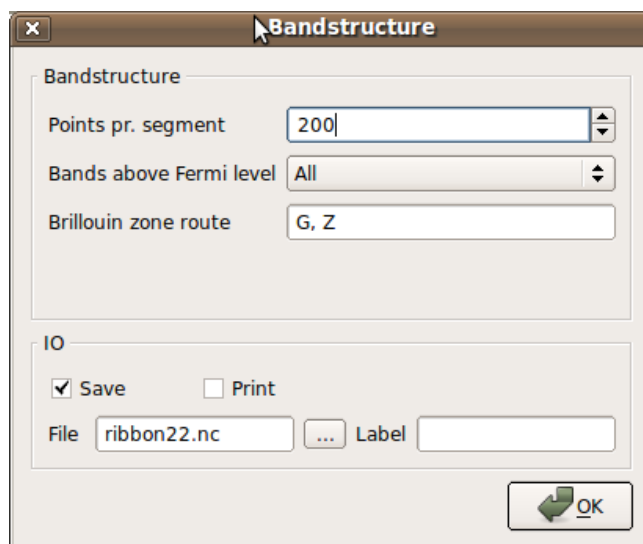 Bandstructure
Bandstructure
Points pr. segment 200
Bands above Fermi level All
Brillouin zone route G, Z
IO
Save Print
File ribbon22.nc ... Label
OK